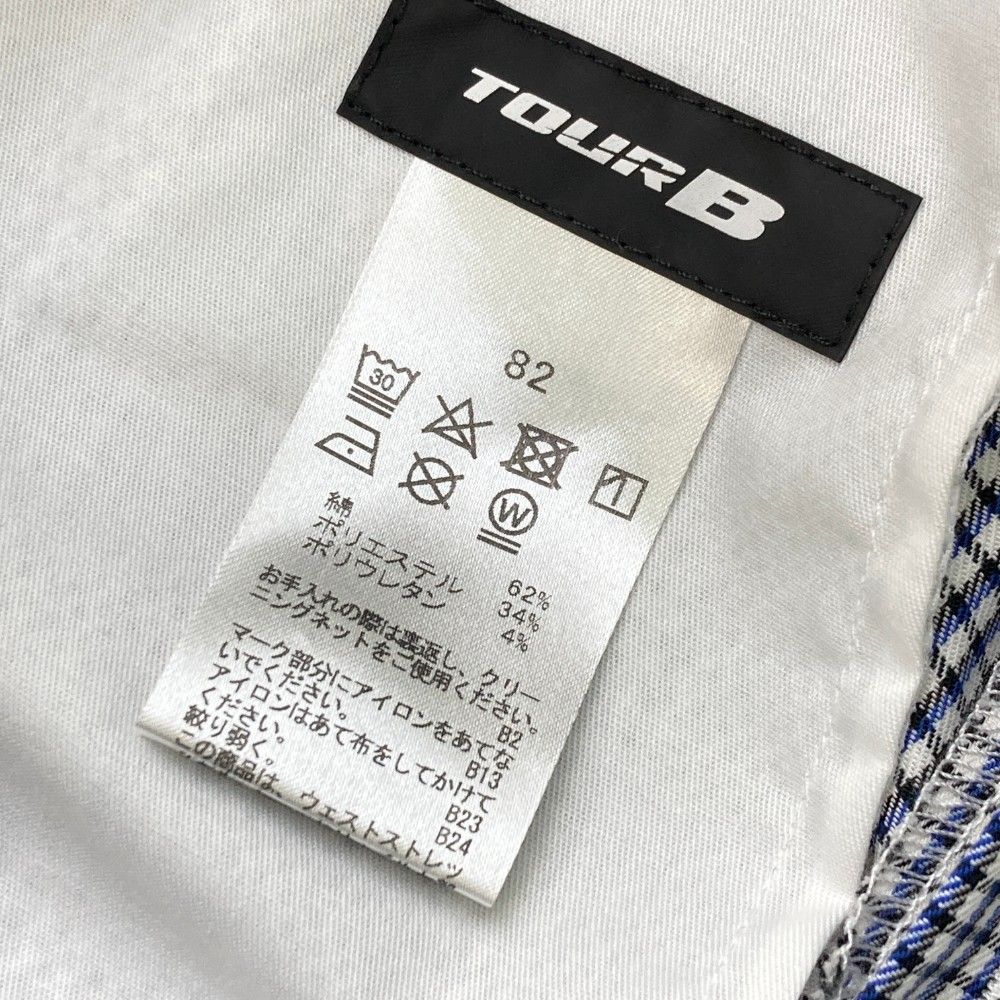 TOUR B
82
30
W
綿 62%
ポリエステル 34%
ポリウレタン 4%
お手入れの際は裏返し、クリー
ニングネットをご使用ください。
B2
マーク部分にアイロンをあてな
いでください。
B13
アイロンはあて布をしてかけて
ください。
B23
絞り弱く。
B24
この商品は、ウエストストレッ